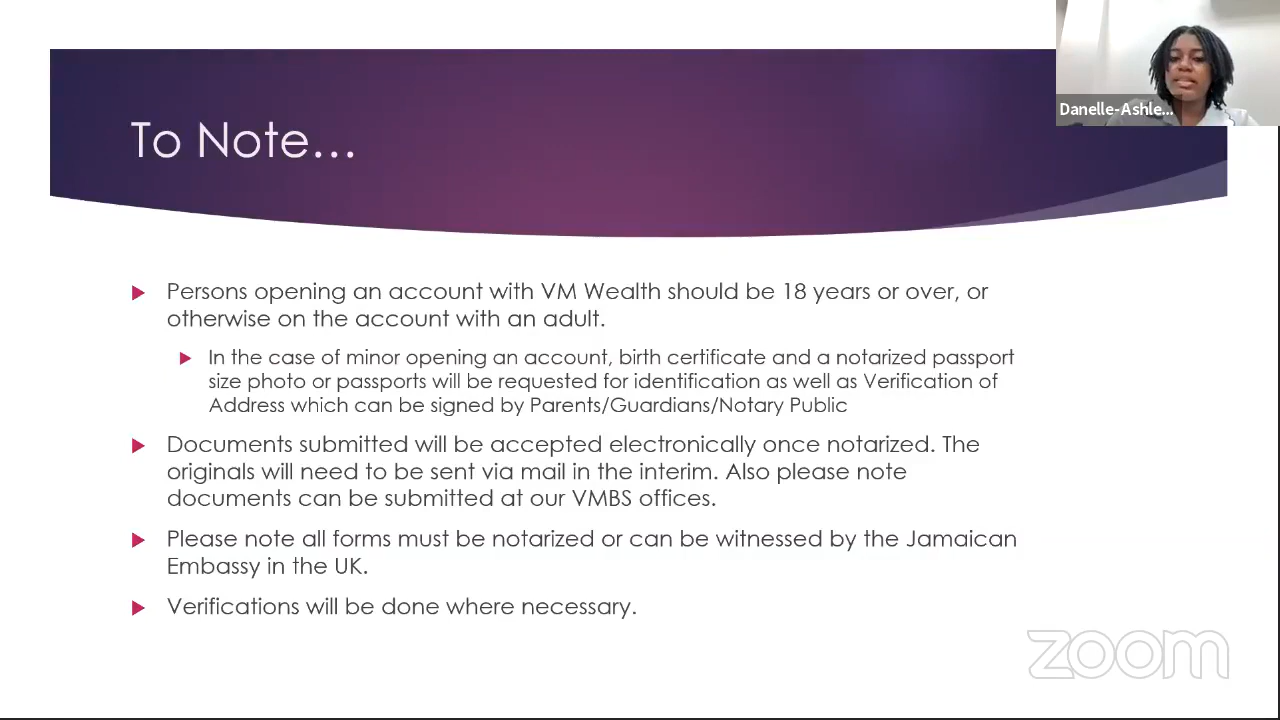 Danelle-Ashle...
To Note...
Persons opening an account with VM Wealth should be 18 years or over, or
otherwise on the account with an adult.
In the case of minor opening an account, birth certificate and a notarized passport
size photo or passports will be requested for identification as well as Verification of
Address which can be signed by Parents/Guardians/Notary Public
Documents submitted will be accepted electronically once notarized. The
originals will need to be sent via mail in the interim. Also please note
documents can be submitted at our VMBS offices.
Please note all forms must be notarized or can be witnessed by the Jamaican
Embassy in the UK.
Verifications will be done where necessary.
zoom